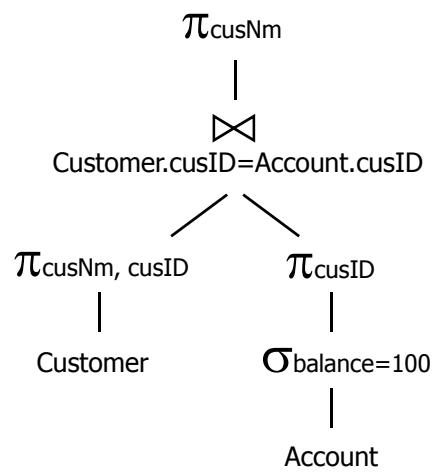 πcusNm
⋈
Customer.cusID=Account.cusID
πcusNm, cusID
πcusID
Customer
σbalance=100
Account